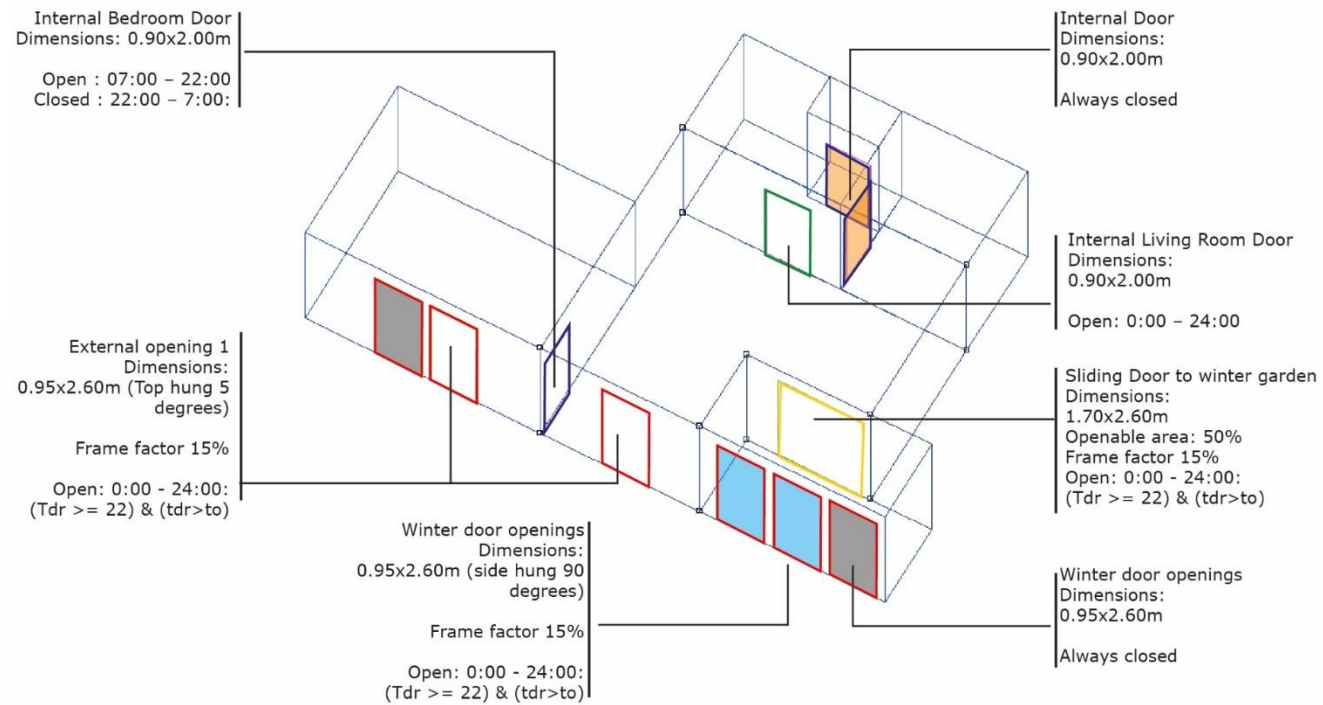 Internal Bedroom Door
Dimensions: 0.90x2.00m
Open : 07:00 – 22:00
Closed : 22:00 – 7:00:
Internal Door
Dimensions:
0.90x2.00m
Always closed
Internal Living Room Door
Dimensions:
0.90x2.00m
Open: 0:00 – 24:00
External opening 1
Dimensions:
0.95x2.60m (Top hung 5
degrees)
Frame factor 15%
Open: 0:00 - 24:00:
(Tdr >= 22) & (tdr>to)
Sliding Door to winter garden
Dimensions:
1.70x2.60m
Openable area: 50%
Frame factor 15%
Open: 0:00 - 24:00:
(Tdr >= 22) & (tdr>to)
Winter door openings
Dimensions:
0.95x2.60m (side hung 90
degrees)
Frame factor 15%
Open: 0:00 - 24:00:
(Tdr >= 22) & (tdr>to)
Winter door openings
Dimensions:
0.95x2.60m
Always closed